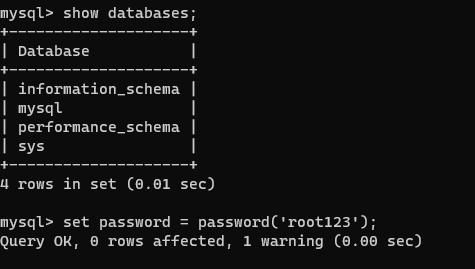 mysql> show databases;
+--------------------+
| Database           |
+--------------------+
| information_schema |
| mysql              |
| performance_schema |
| sys                |
+--------------------+
4 rows in set (0.01 sec)

mysql> set password = password('root123');
Query OK, 0 rows affected, 1 warning (0.00 sec)